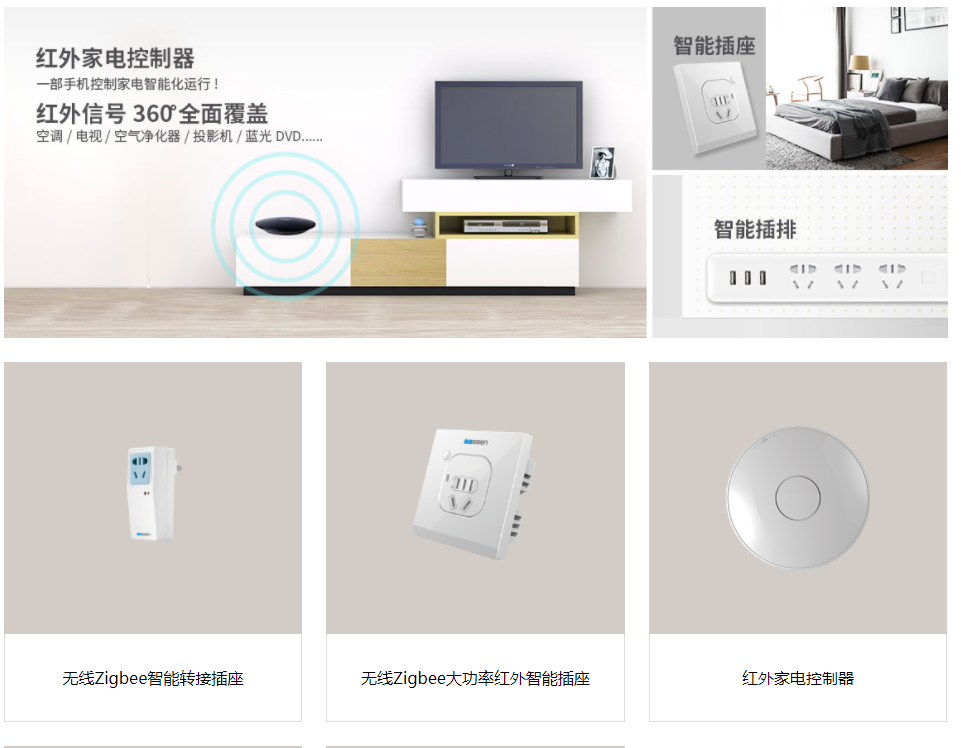 红外家电控制器
一部手机控制家电智能化运行！
红外信号 360°全面覆盖
空调 / 电视 / 空气净化器 / 投影机 / 蓝光 DVD......
智能插座
智能插排
无线Zigbee智能转接插座
无线Zigbee大功率红外智能插座
红外家电控制器